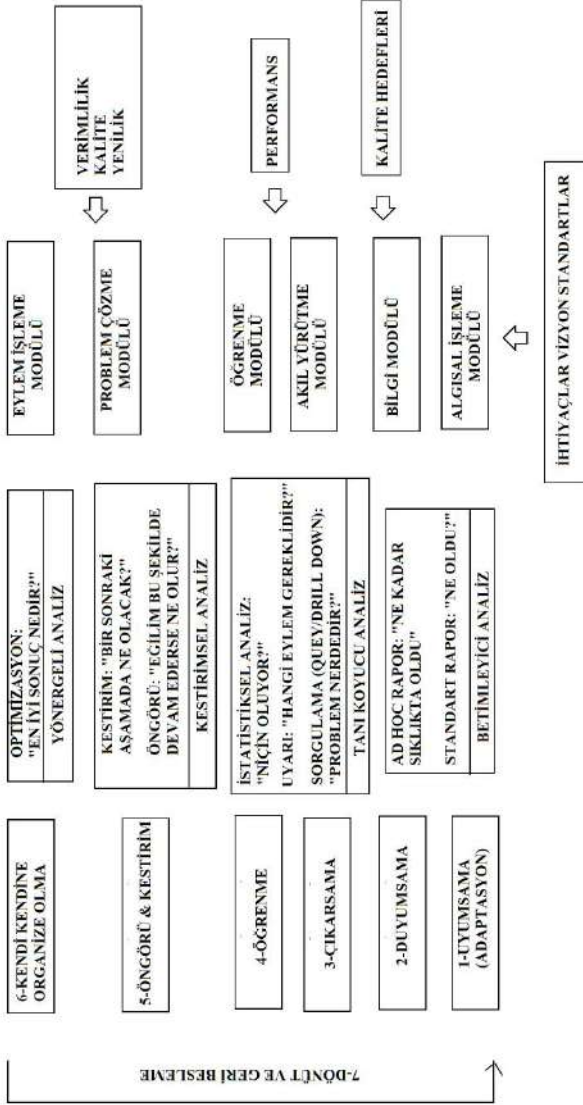 6-KENDİ KENDİNE
ORGANİZE OLMA
OPTIMIZASYON:
"EN İYİ SONUÇ NEDİR?"
YÖNERGELİ ANALİZ
EYLEM İŞLEME
MODÜLÜ
5-ÖNGÖRÜ & KESTİRİM
KESTİRİM: "BİR SONRAKİ
AŞAMADA NE OLACAK?"
ÖNGÖRÜ: "EĞİLİM BU ŞEKİLDE
DEVAM EDERSE NE OLUR?"
KESTİRİMSEL ANALİZ
PROBLEM ÇÖZME
MODÜLÜ
VERİMLİLİK
KALİTE
YENİLİK
4-ÖĞRENME
3-ÇIKARSAMA
İSTATİSTİKSEL ANALİZ:
"NİÇİN OLUYOR?"
UYARI: "HANGİ EYLEM GEREKLİDİR?"
SORGULAMA (QUEY/DRILL DOWN):
"PROBLEM NERDEDİR?"
TANI KOYUCU ANALİZ
ÖĞRENME
MODÜLÜ
AKIL YÜRÜTME
MODÜLÜ
PERFORMANS
2-DUYUMSAMA
1-UYUMSAMA
(ADAPTASYON)
AD HOC RAPOR: "NE KADAR
SIKLIKTA OLDU"
STANDART RAPOR: "NE OLDU?"
BETİMLEYİCİ ANALİZ
BİLGİ MODÜLÜ
ALGISAL İŞLEME
MODÜLÜ
KALİTE HEDEFLERİ
7-DÖNÜT VE GERİ BESLEME
İHTİYAÇLAR VİZYON STANDARTLAR